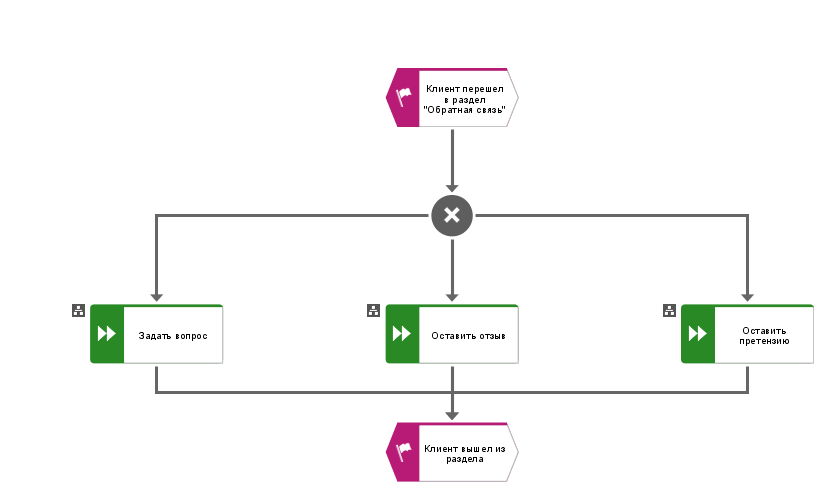 Клиент перешел
в раздел
"Обратная связь"
Задать вопрос
Оставить отзыв
Оставить
претензию
Клиент вышел из
раздела